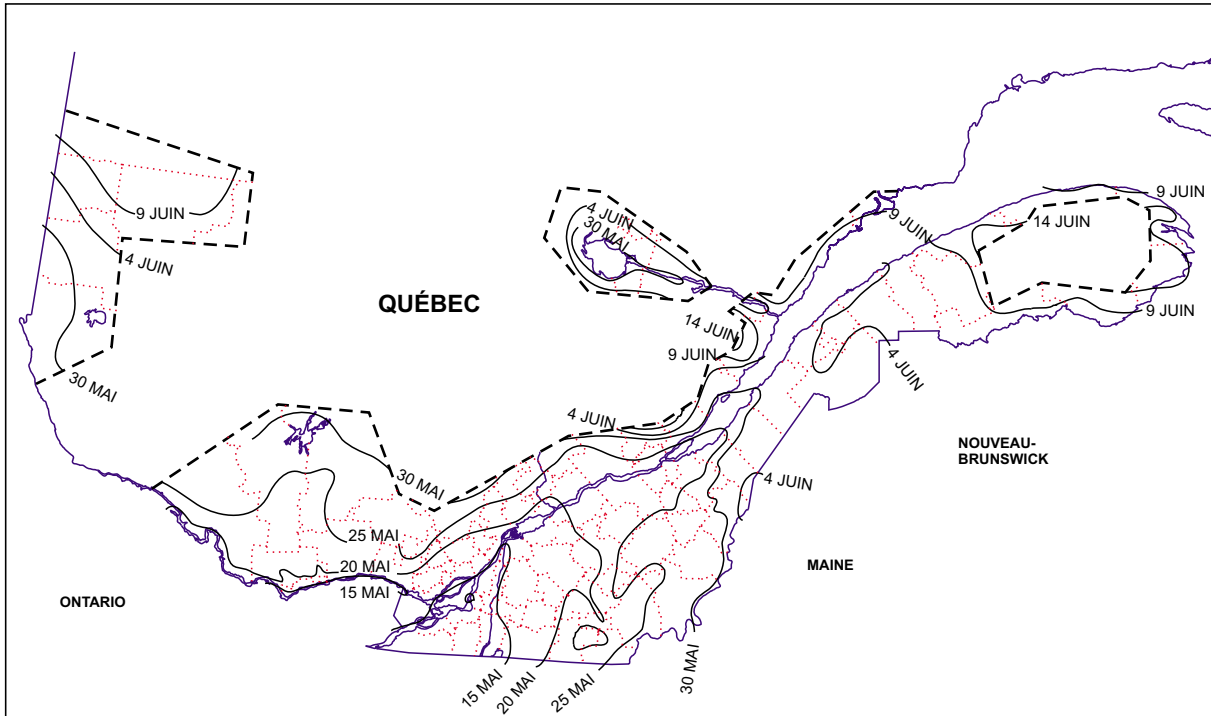 9 JUIN
4 JUIN
30 MAI
QUÉBEC
4 JUIN
30 MAI
9 JUIN
14 JUIN
9 JUIN
9 JUIN
14 JUIN
9 JUIN
4 JUIN
4 JUIN
30 MAI
4 JUIN
25 MAI
20 MAI
15 MAI
NOUVEAU-
BRUNSWICK
MAINE
ONTARIO
15 MAI
20 MAI
25 MAI
30 MAI